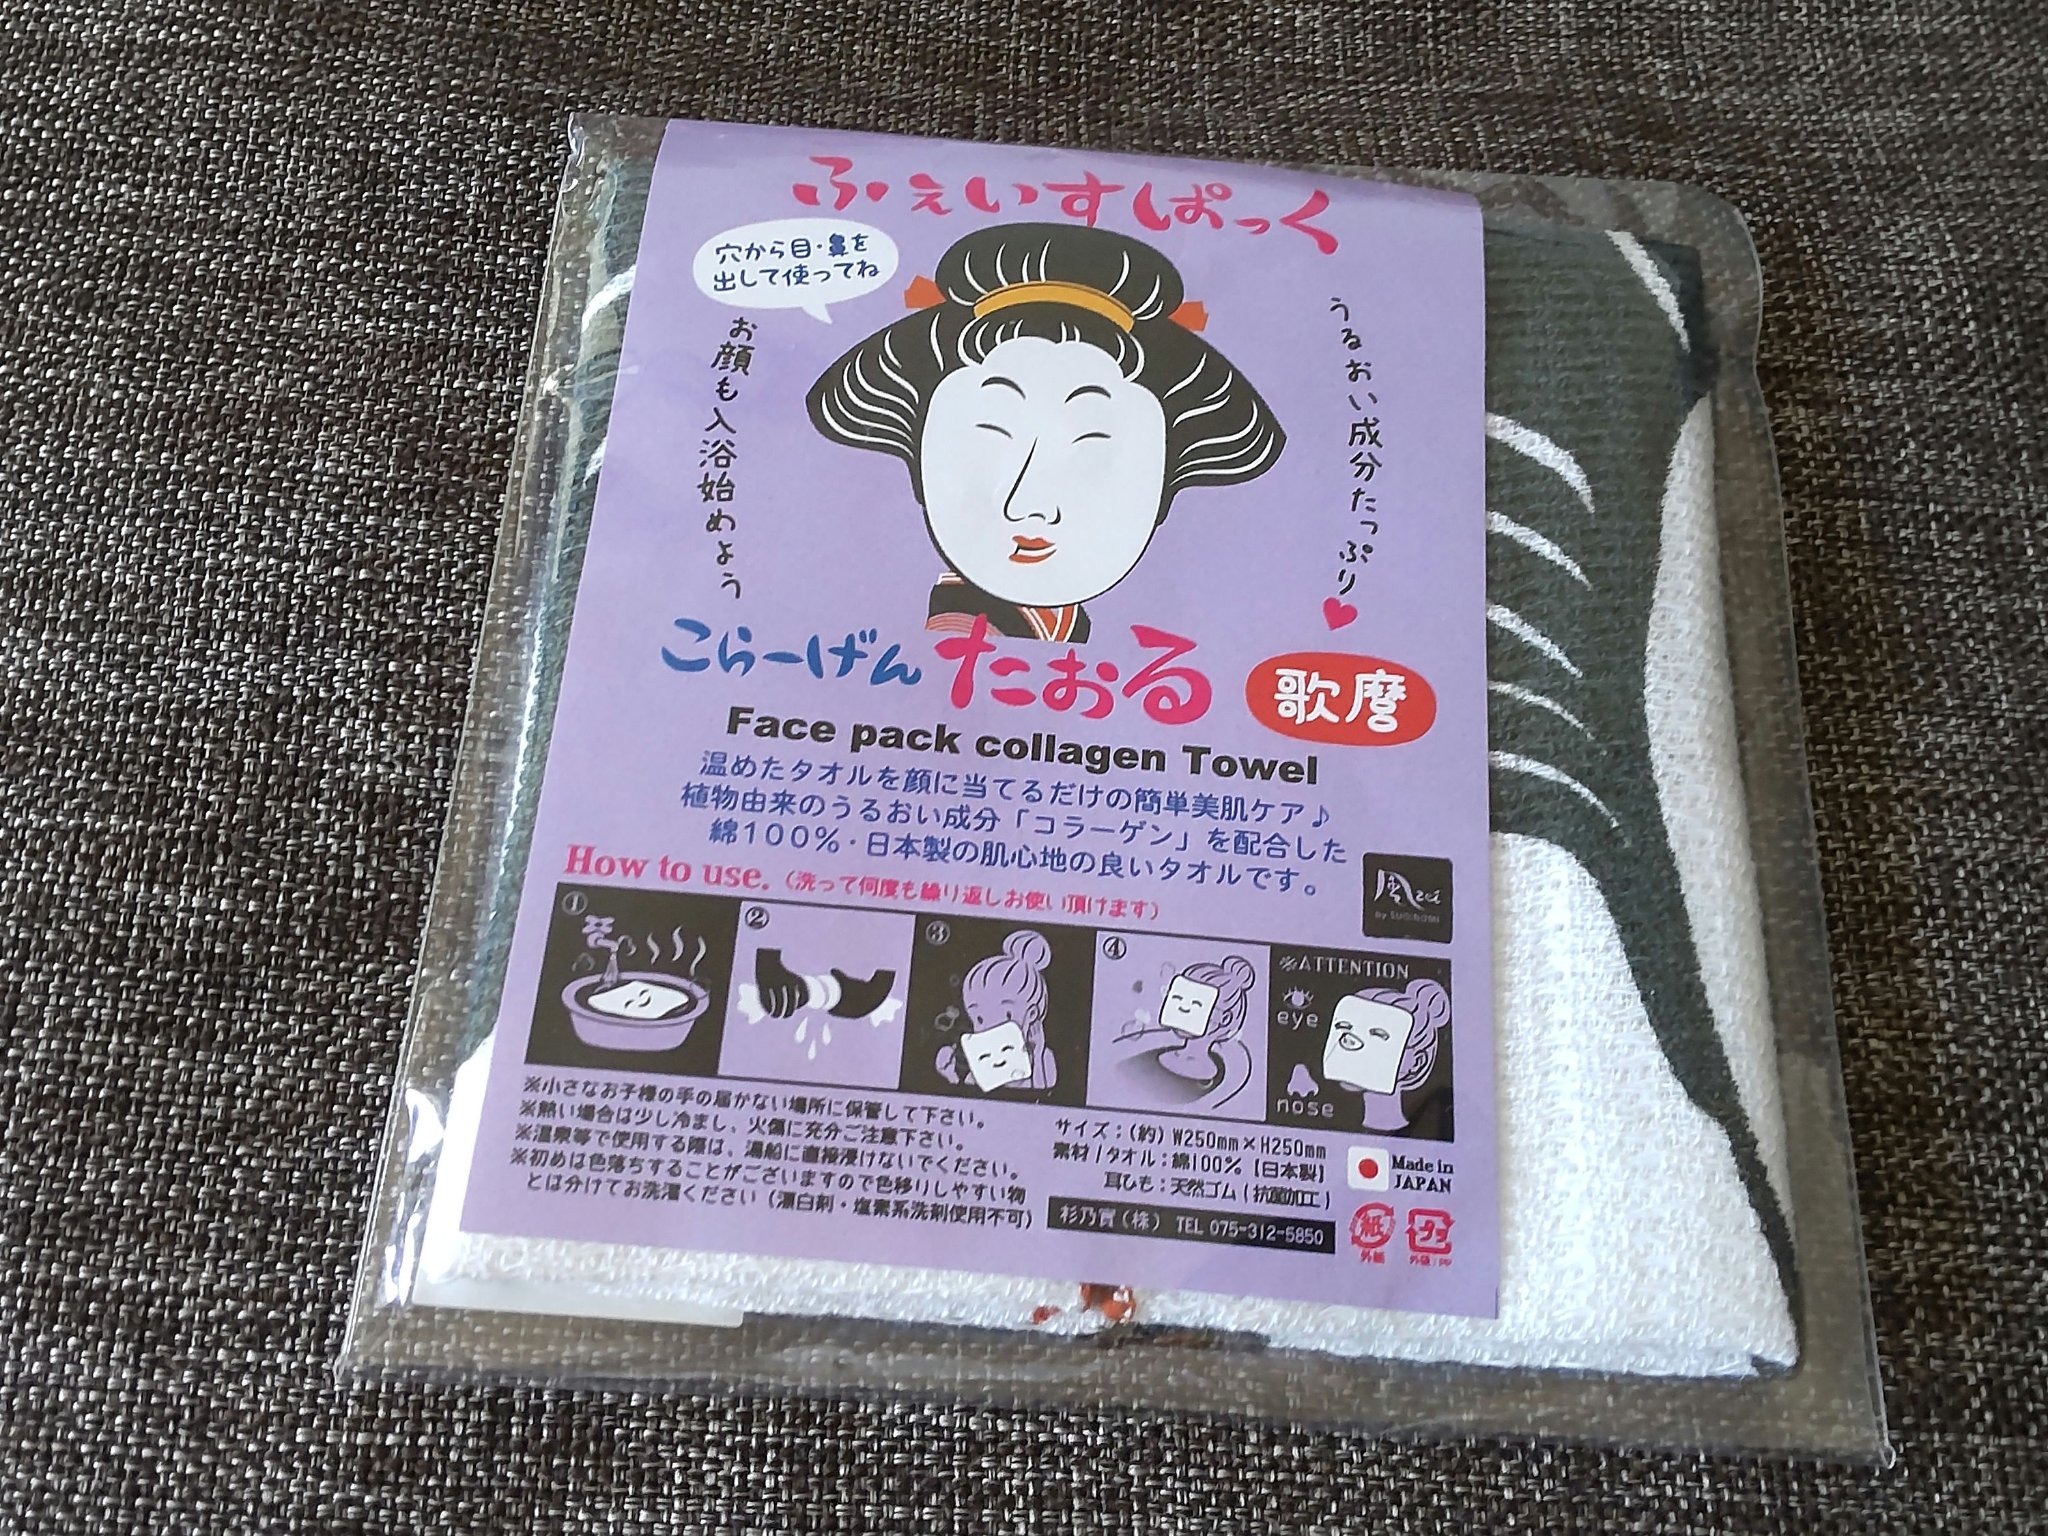 ふぇいすぱっく
穴から目・鼻を
出して使ってね
お顔も入浴始めよう
うるおい成分たっぷり
こらーげん たおる 歌麿
Face pack collagen Towel
温めたタオルを顔に当てるだけの簡単美肌ケア♪
植物由来のうるおい成分「コラーゲン」を配合した
綿100%・日本製の肌心地の良いタオルです。
How to use.(洗って何度も繰り返しお使い頂けます)
風zui
by SUGINAMI
①
②
③
④
※ATTENTION
eye
nose
※小さなお子様の手の届かない場所に保管して下さい。
※熱い場合は少し冷まし、火傷に充分ご注意下さい。
※温泉等で使用する際は、湯船に直接浸けないでください。
※初めは色落ちすることがございますので色移りしやすい物
とは分けてお洗濯ください(漂白剤・塩素系洗剤使用不可)
サイズ:(約)W250mm×H250mm
素材/タオル:綿100%【日本製】
耳ひも:天然ゴム(抗菌加工)
杉乃實(株) TEL 075-312-5850
Made in
JAPAN
紙
外紙
プラ
外袋:PP